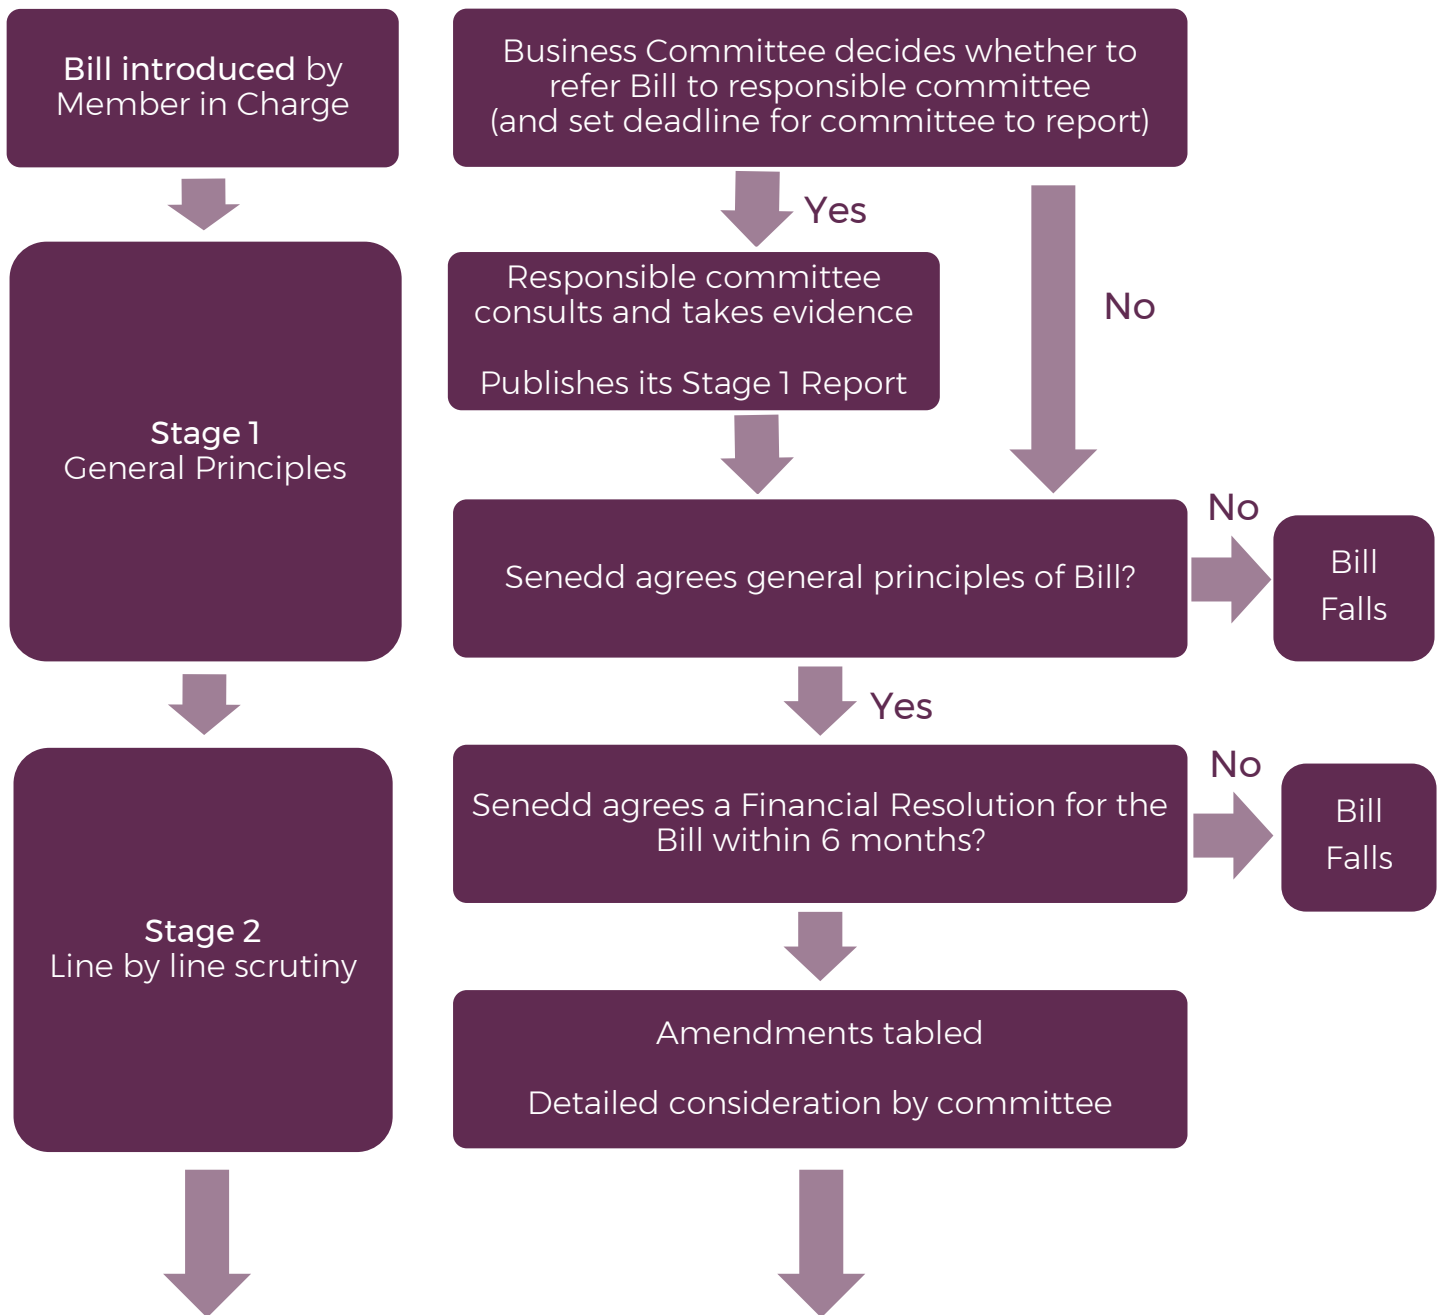 Bill introduced by
Member in Charge
Business Committee decides whether to
refer Bill to responsible committee
(and set deadline for committee to report)
Yes
No
Responsible committee
consults and takes evidence
Publishes its Stage 1 Report
Stage 1
General Principles
Senedd agrees general principles of Bill?
No
Bill
Falls
Yes
Senedd agrees a Financial Resolution for the
Bill within 6 months?
No
Bill
Falls
Stage 2
Line by line scrutiny
Amendments tabled
Detailed consideration by committee